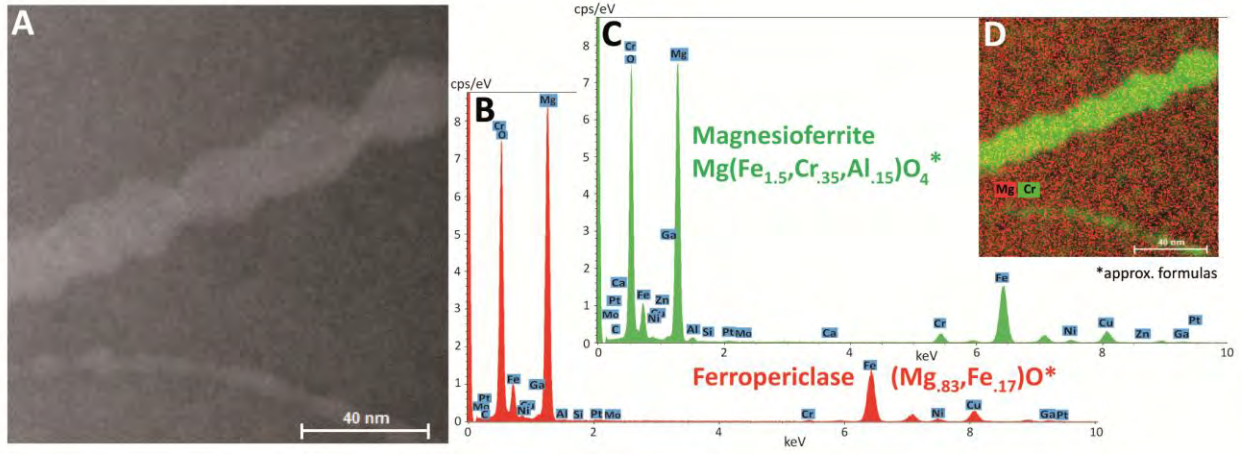 A
40 nm
B
cps/eV
8
7
6
5
4
3
2
1
0
Cr
O
Mg
Pt
Mo
C
Fe
Ni
Cu
Ga
Al
Si
Pt
Mo
Cr
Fe
Ni
Cu
Ga
Pt
0
2
4
6
8
10
keV
Ferropericlase (Mg.83,Fe.17)O*
C
cps/eV
8
7
6
5
4
3
2
1
0
Cr
O
Mg
Ca
Pt
Mo
C
Fe
Ga
Zn
Cu
Ni
Al
Si
Pt
Mo
Ca
Cr
Fe
Ni
Cu
Zn
Ga
Pt
0
2
4
6
8
10
keV
Magnesioferrite
Mg(Fe1.5,Cr.35,Al.15)O4*
D
Mg Cr
40 nm
*approx. formulas